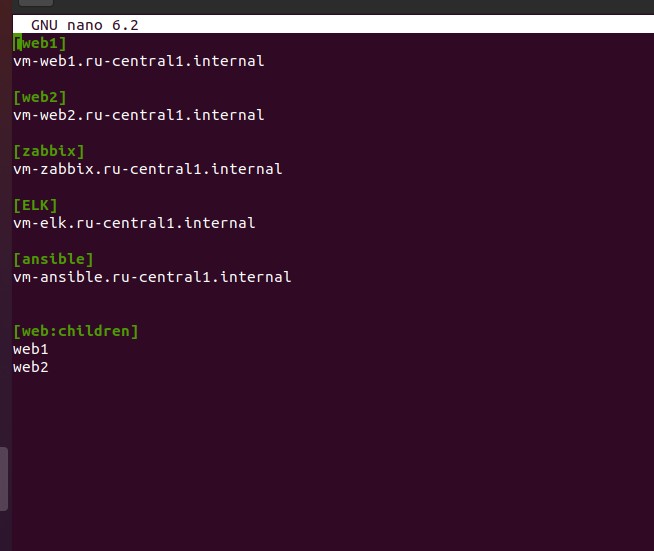 GNU nano 6.2
[web1]
vm-web1.ru-central1.internal
[web2]
vm-web2.ru-central1.internal
[zabbix]
vm-zabbix.ru-central1.internal
[ELK]
vm-elk.ru-central1.internal
[ansible]
vm-ansible.ru-central1.internal
[web:children]
web1
web2